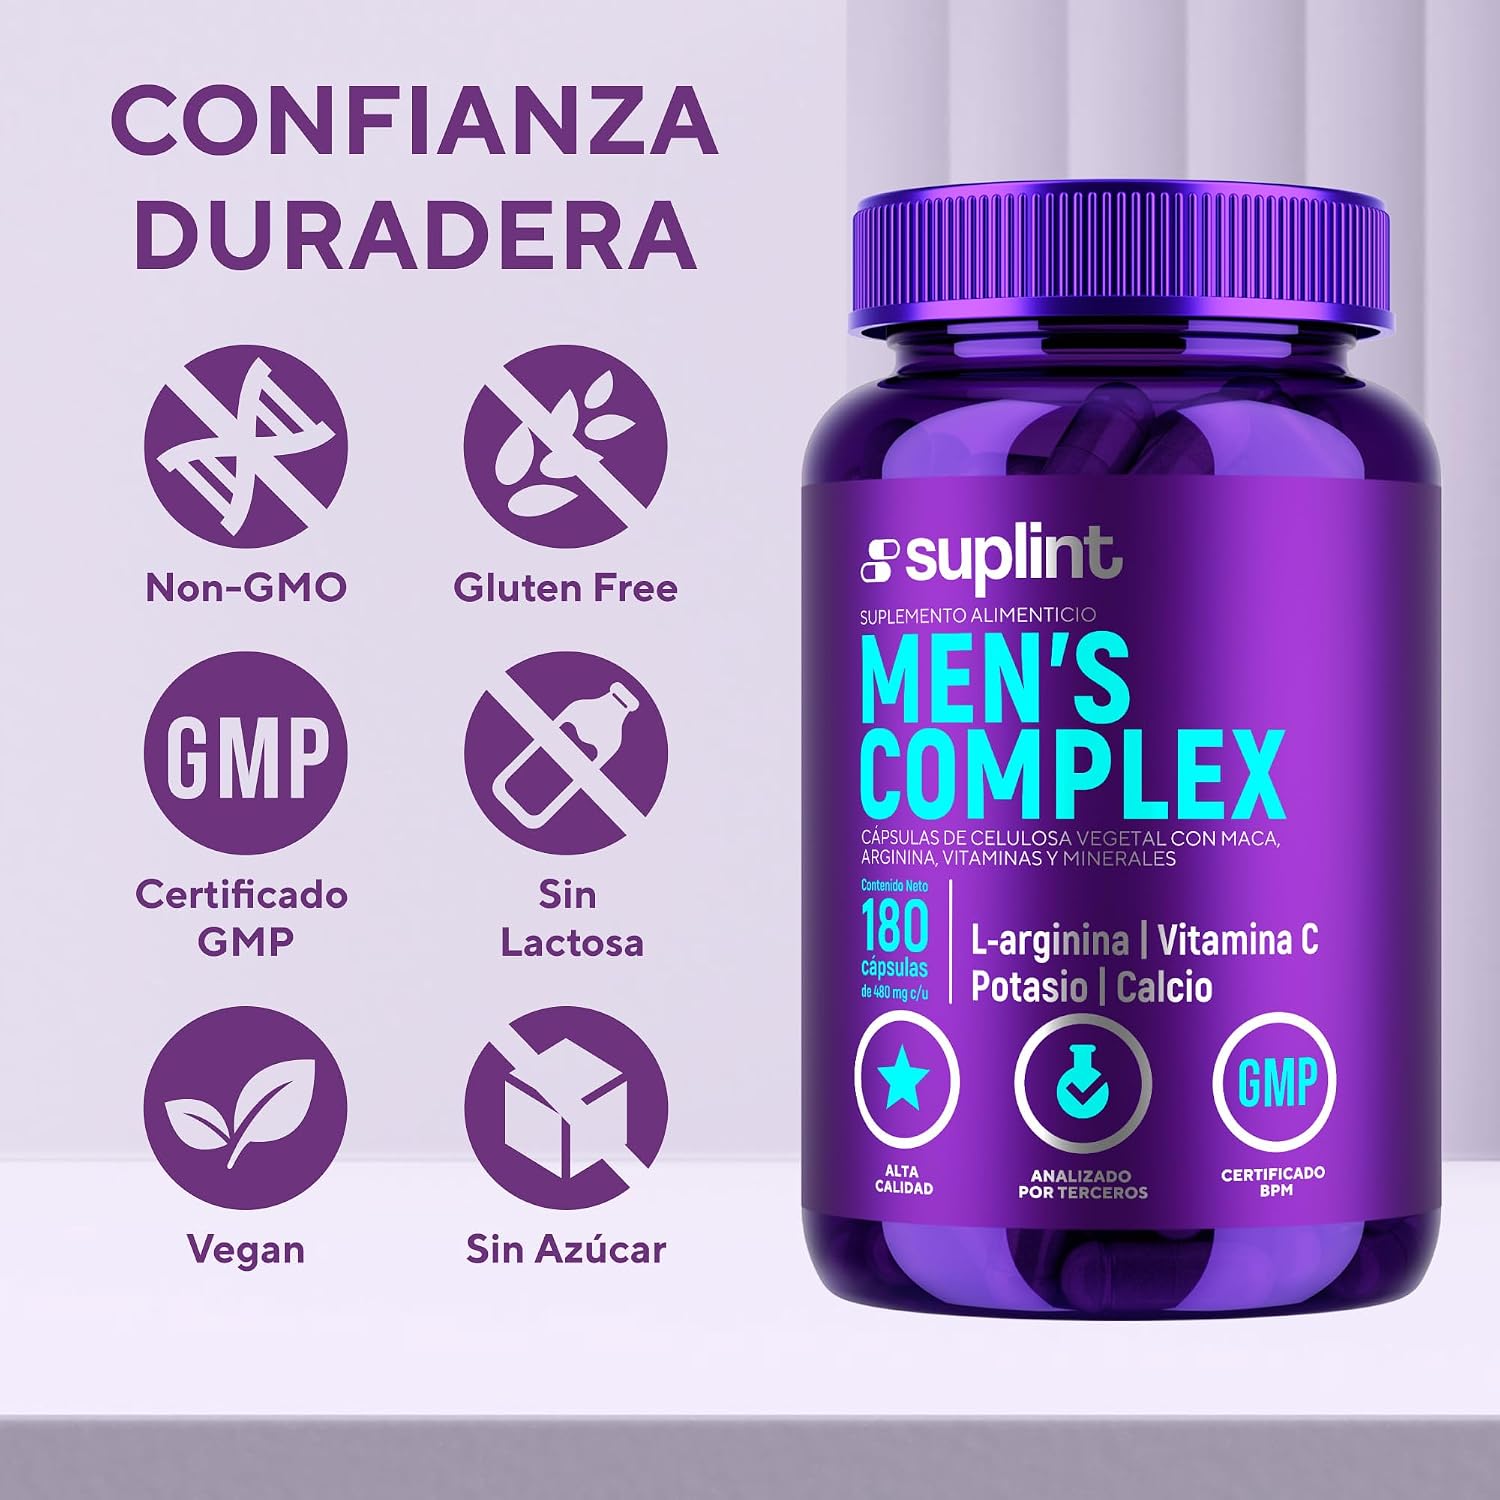 CONFIANZA
DURADERA
Non-GMO
Gluten Free
GMP
Certificado
GMP
Sin
Lactosa
Vegan
Sin Azúcar
suplint
SUPLEMENTO ALIMENTICIO
MEN'S
COMPLEX
CÁPSULAS DE CELULOSA VEGETAL CON MACA,
ARGININA, VITAMINAS Y MINERALES
Contenido Neto
180
cápsulas
de 480 mg c/u
L-arginina | Vitamina C
Potasio | Calcio
ALTA
CALIDAD
ANALIZADO
POR TERCEROS
GMP
CERTIFICADO
BPM